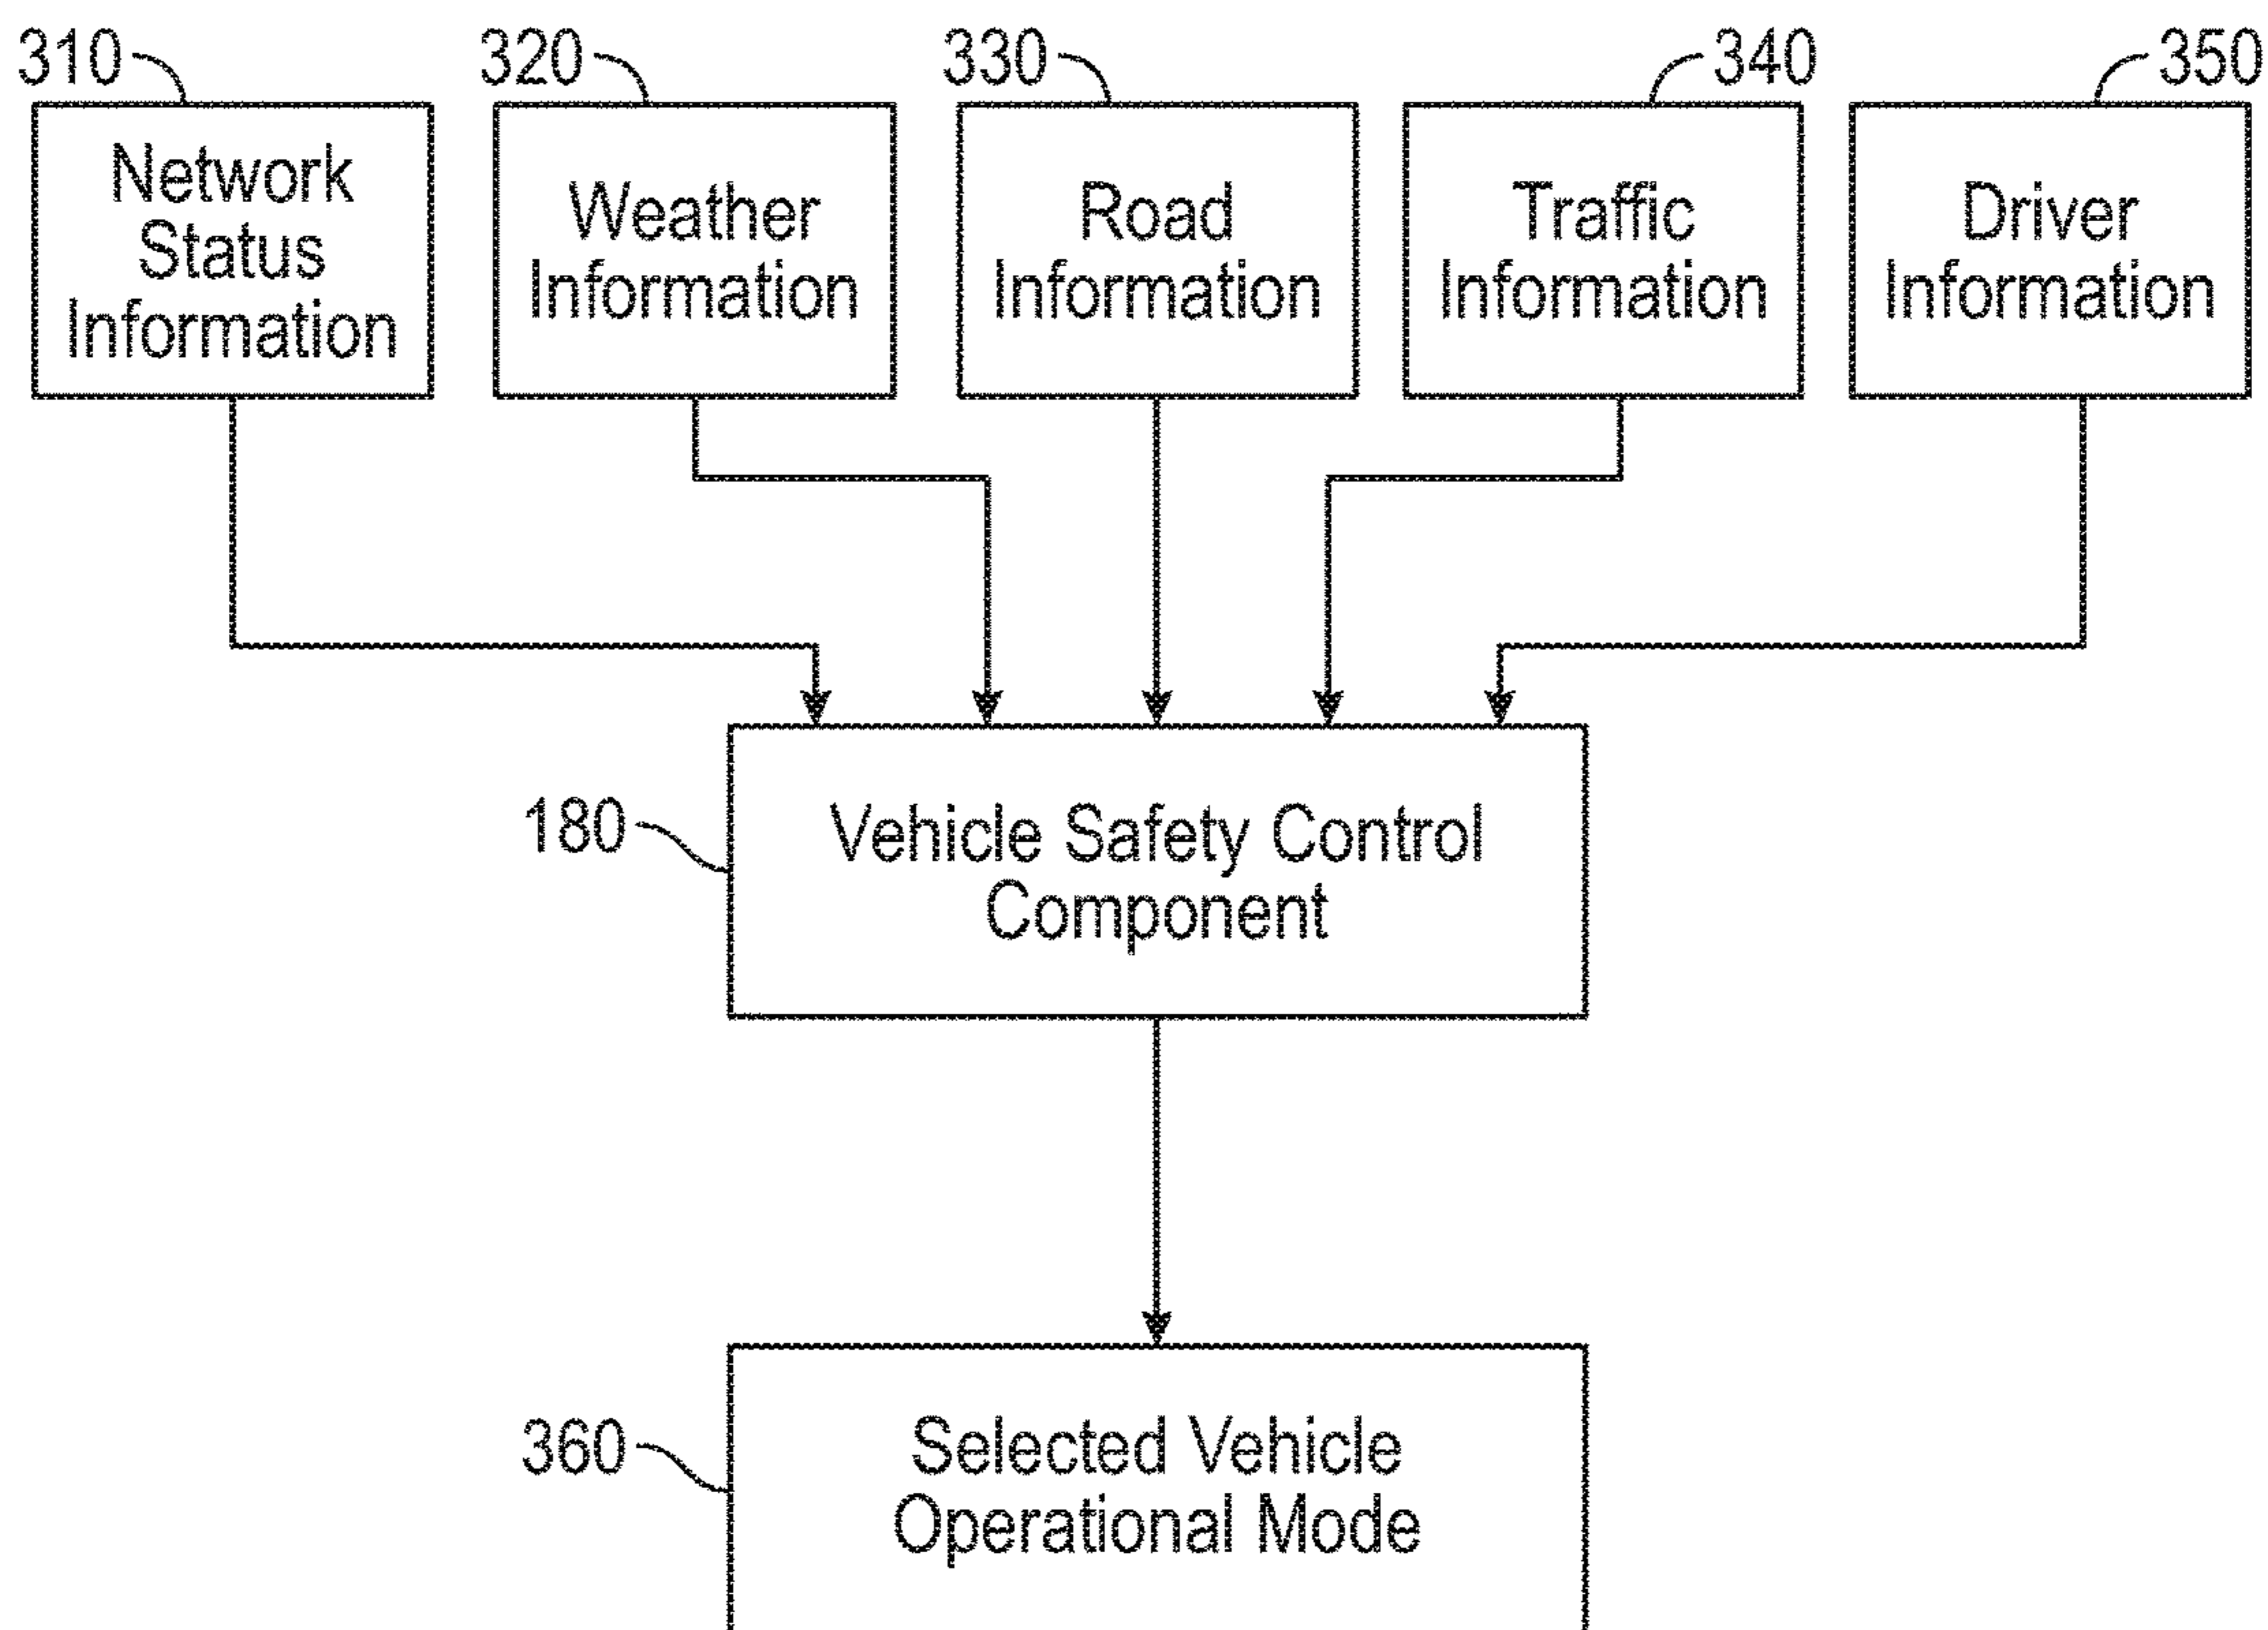 310
320
330
340
350
Network
Status
Information
Weather
Information
Road
Information
Traffic
Information
Driver
Information
180
Vehicle Safety Control
Component
360
Selected Vehicle
Operational Mode